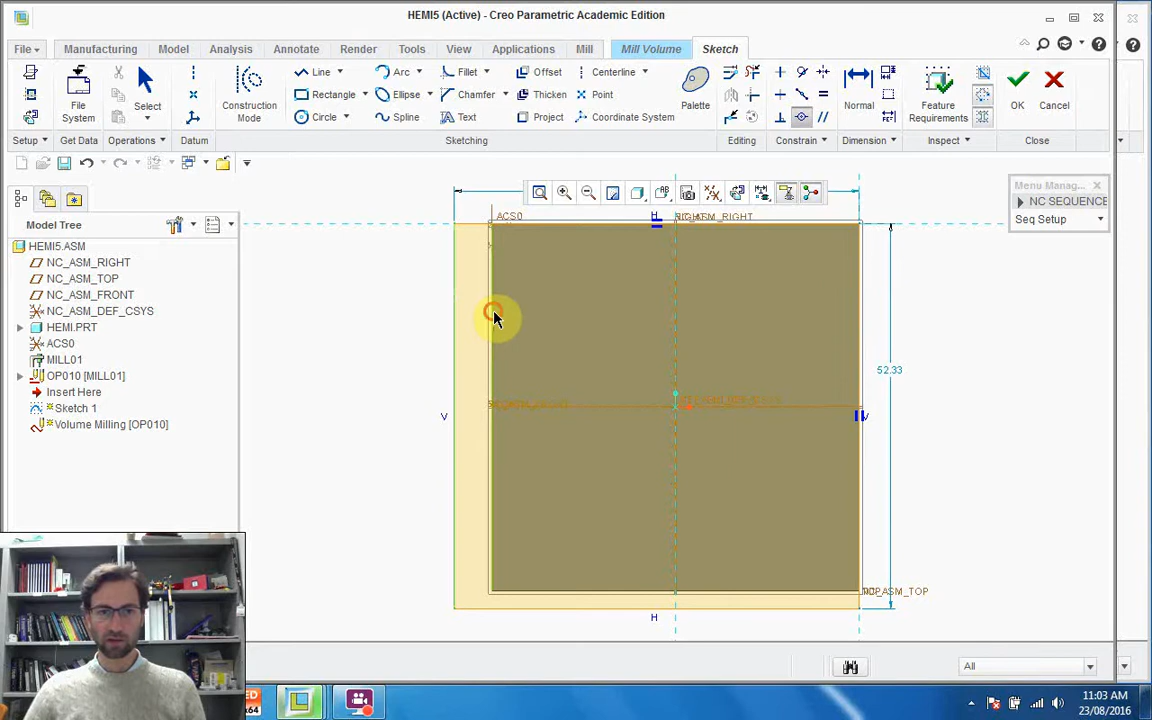 HEMI5 (Active) - Creo Parametric Academic Edition
File Manufacturing Model Analysis Annotate Render Tools View Applications Mill Mill Volume Sketch
File System
Select
Construction Mode
Line Arc Fillet Offset Centerline
Rectangle Ellipse Chamfer Thicken Point
Circle Spline Text Project Coordinate System
Palette
Normal
Feature Requirements
OK
Cancel
Setup Get Data Operations Datum Sketching Editing Constrain Dimension Inspect Close
Model Tree
HEMI5.ASM
NC_ASM_RIGHT
NC_ASM_TOP
NC_ASM_FRONT
NC_ASM_DEF_CSYS
HEMI.PRT
ACS0
MILL01
OP010 [MILL01]
Insert Here
Sketch 1
Volume Milling [OP010]
Menu Manag...
NC SEQUENCE
Seq Setup
ACS0
H
V
52.33
V
H
All
x64
11:03 AM
23/08/2016